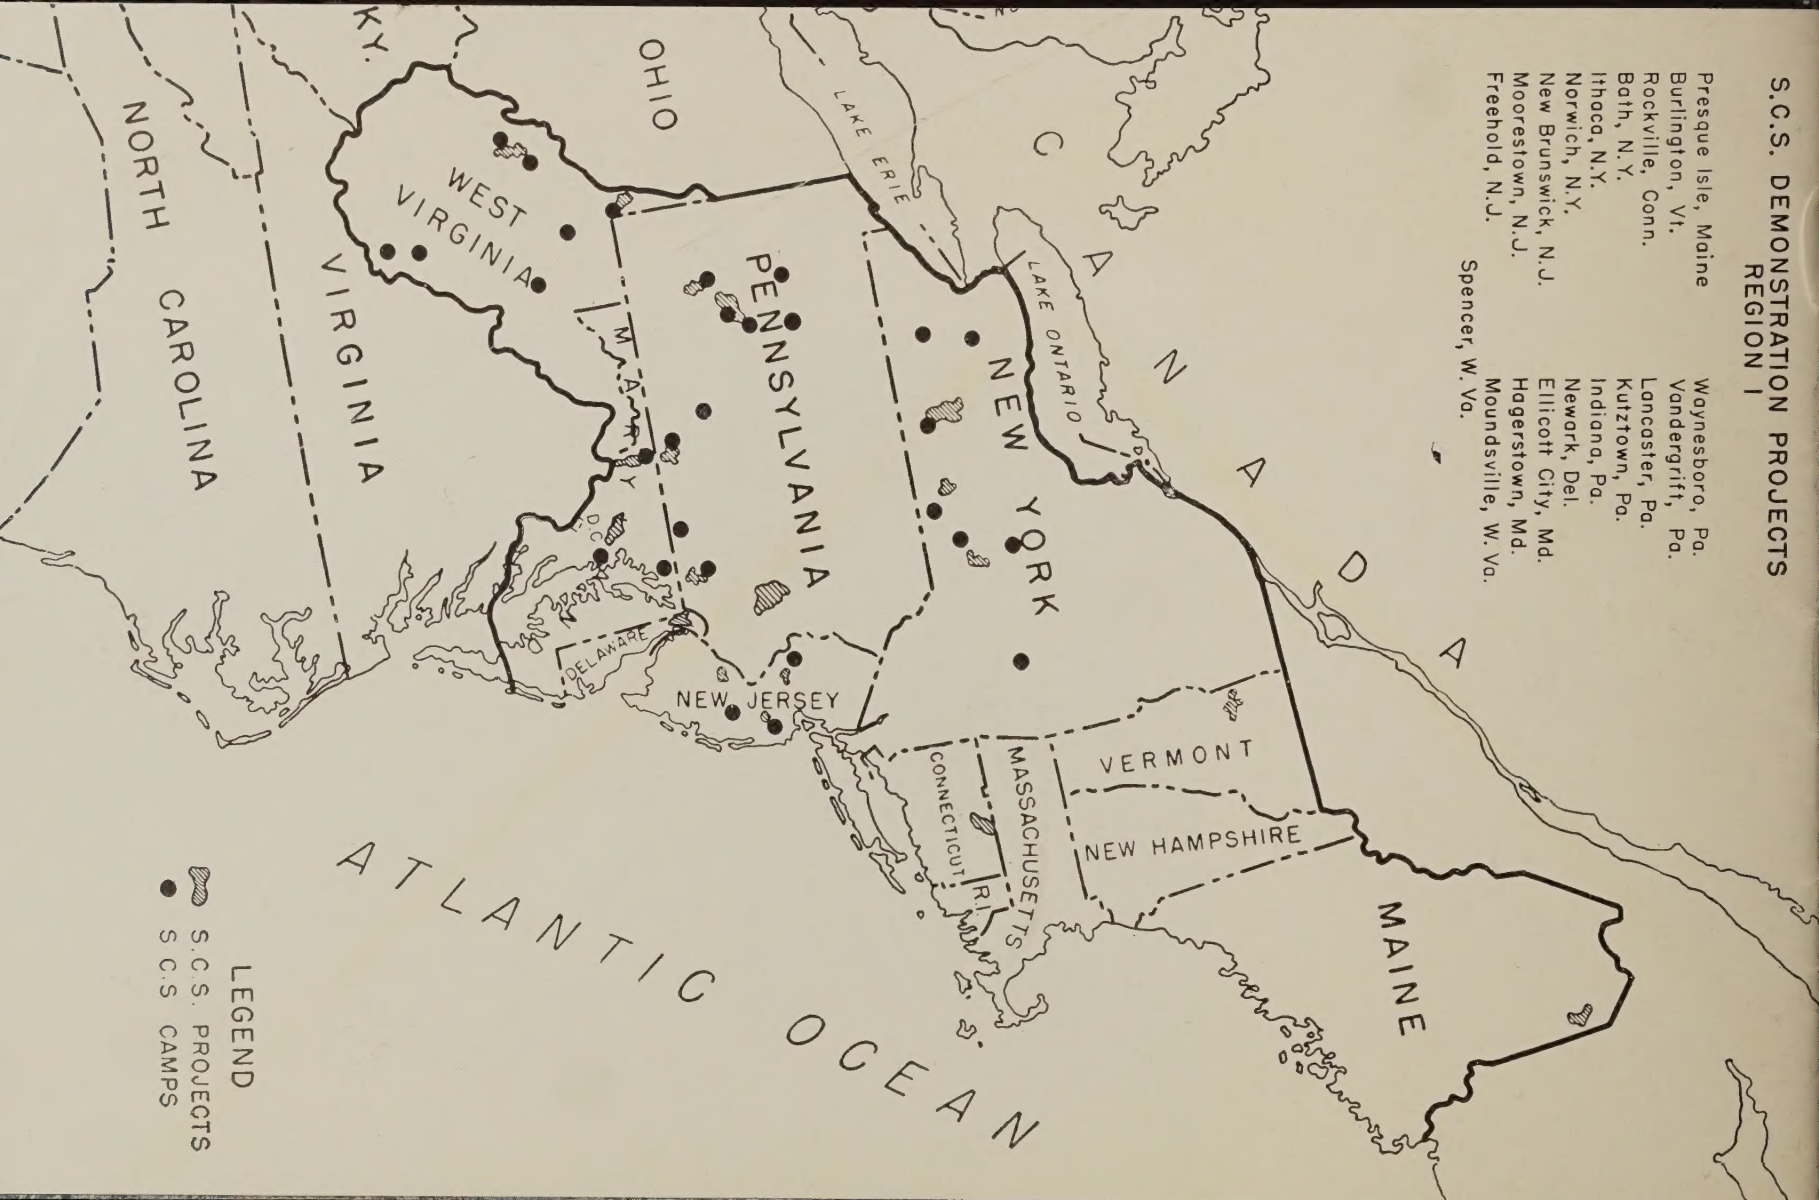 S.C.S. DEMONSTRATION PROJECTS
REGION I
Presque Isle, Maine
Burlington, Vt.
Rockville, Conn.
Bath, N.Y.
Ithaca, N.Y.
Norwich, N.Y.
New Brunswick, N.J.
Moorestown, N.J.
Freehold, N.J.
Waynesboro, Pa.
Vandergrift, Pa.
Lancaster, Pa.
Kutztown, Pa.
Indiana, Pa.
Newark, Del.
Ellicott City, Md.
Hagerstown, Md.
Moundsville, W. Va.
Spencer, W. Va.
CANADA
LAKE ONTARIO
LAKE ERIE
MAINE
VERMONT
NEW HAMPSHIRE
MASSACHUSETTS
CONNECTICUT
R.I.
NEW YORK
PENNSYLVANIA
NEW JERSEY
DELAWARE
MARY
D.C.
OHIO
WEST
VIRGINIA
KY.
VIRGINIA
NORTH CAROLINA
ATLANTIC OCEAN
LEGEND
S.C.S. PROJECTS
S C.S CAMPS